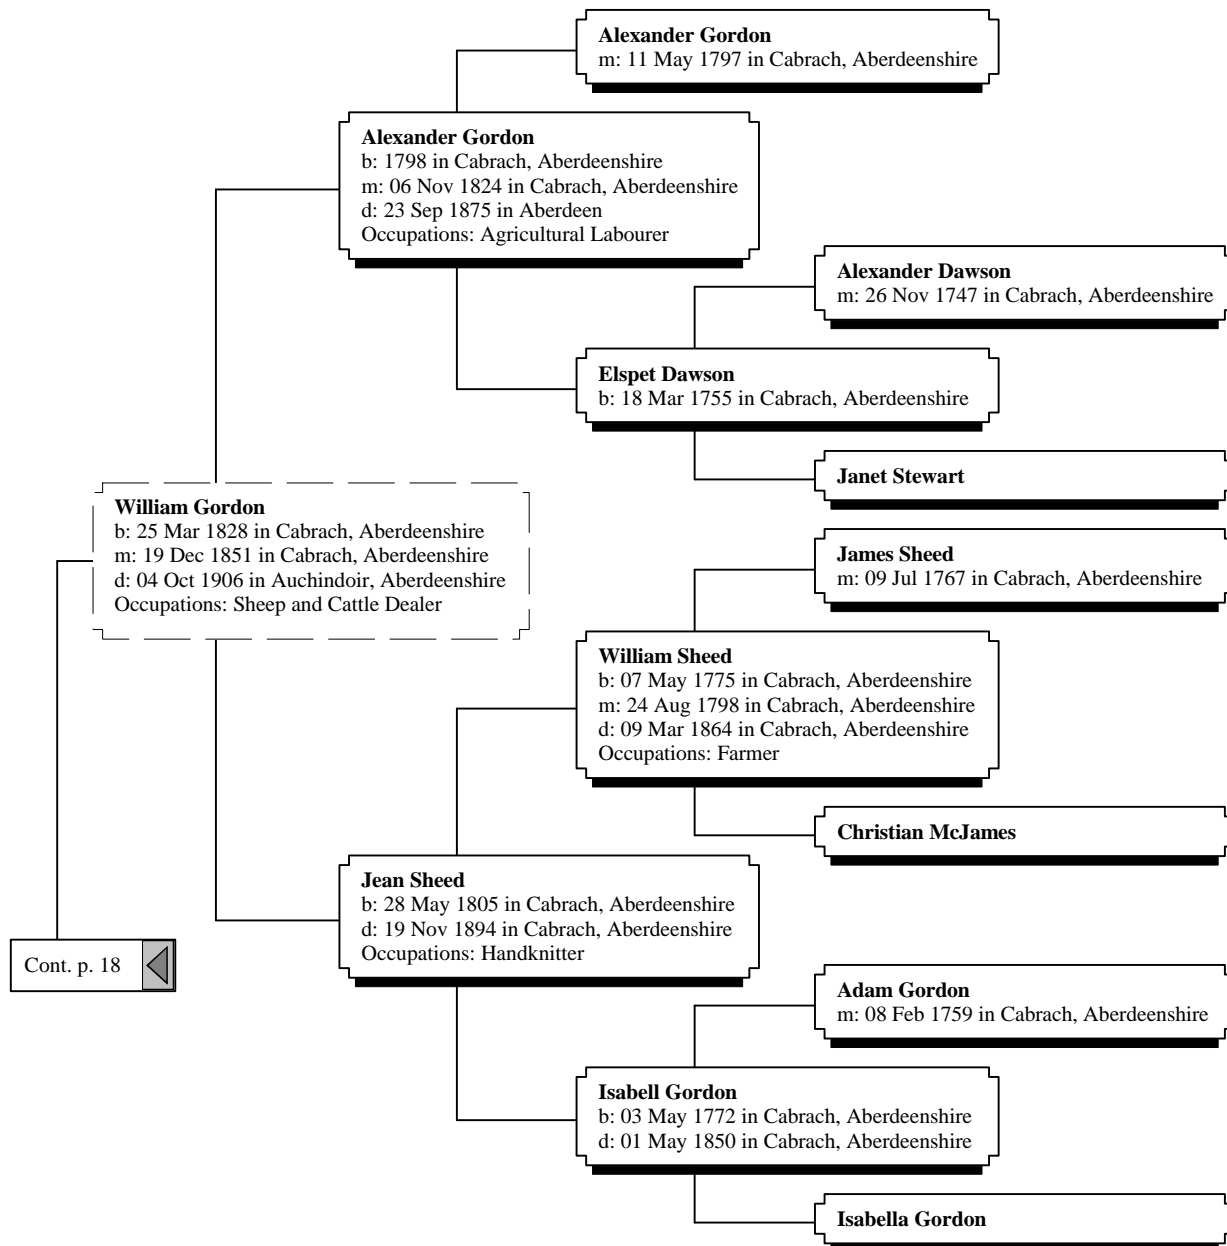 Alexander Gordon
m: 11 May 1797 in Cabrach, Aberdeenshire
Alexander Gordon
b: 1798 in Cabrach, Aberdeenshire
m: 06 Nov 1824 in Cabrach, Aberdeenshire
d: 23 Sep 1875 in Aberdeen
Occupations: Agricultural Labourer
Alexander Dawson
m: 26 Nov 1747 in Cabrach, Aberdeenshire
Elspet Dawson
b: 18 Mar 1755 in Cabrach, Aberdeenshire
Janet Stewart
William Gordon
b: 25 Mar 1828 in Cabrach, Aberdeenshire
m: 19 Dec 1851 in Cabrach, Aberdeenshire
d: 04 Oct 1906 in Auchindoir, Aberdeenshire
Occupations: Sheep and Cattle Dealer
James Sheed
m: 09 Jul 1767 in Cabrach, Aberdeenshire
William Sheed
b: 07 May 1775 in Cabrach, Aberdeenshire
m: 24 Aug 1798 in Cabrach, Aberdeenshire
d: 09 Mar 1864 in Cabrach, Aberdeenshire
Occupations: Farmer
Christian McJames
Jean Sheed
b: 28 May 1805 in Cabrach, Aberdeenshire
d: 19 Nov 1894 in Cabrach, Aberdeenshire
Occupations: Handknitter
Cont. p. 18
Adam Gordon
m: 08 Feb 1759 in Cabrach, Aberdeenshire
Isabell Gordon
b: 03 May 1772 in Cabrach, Aberdeenshire
d: 01 May 1850 in Cabrach, Aberdeenshire
Isabella Gordon